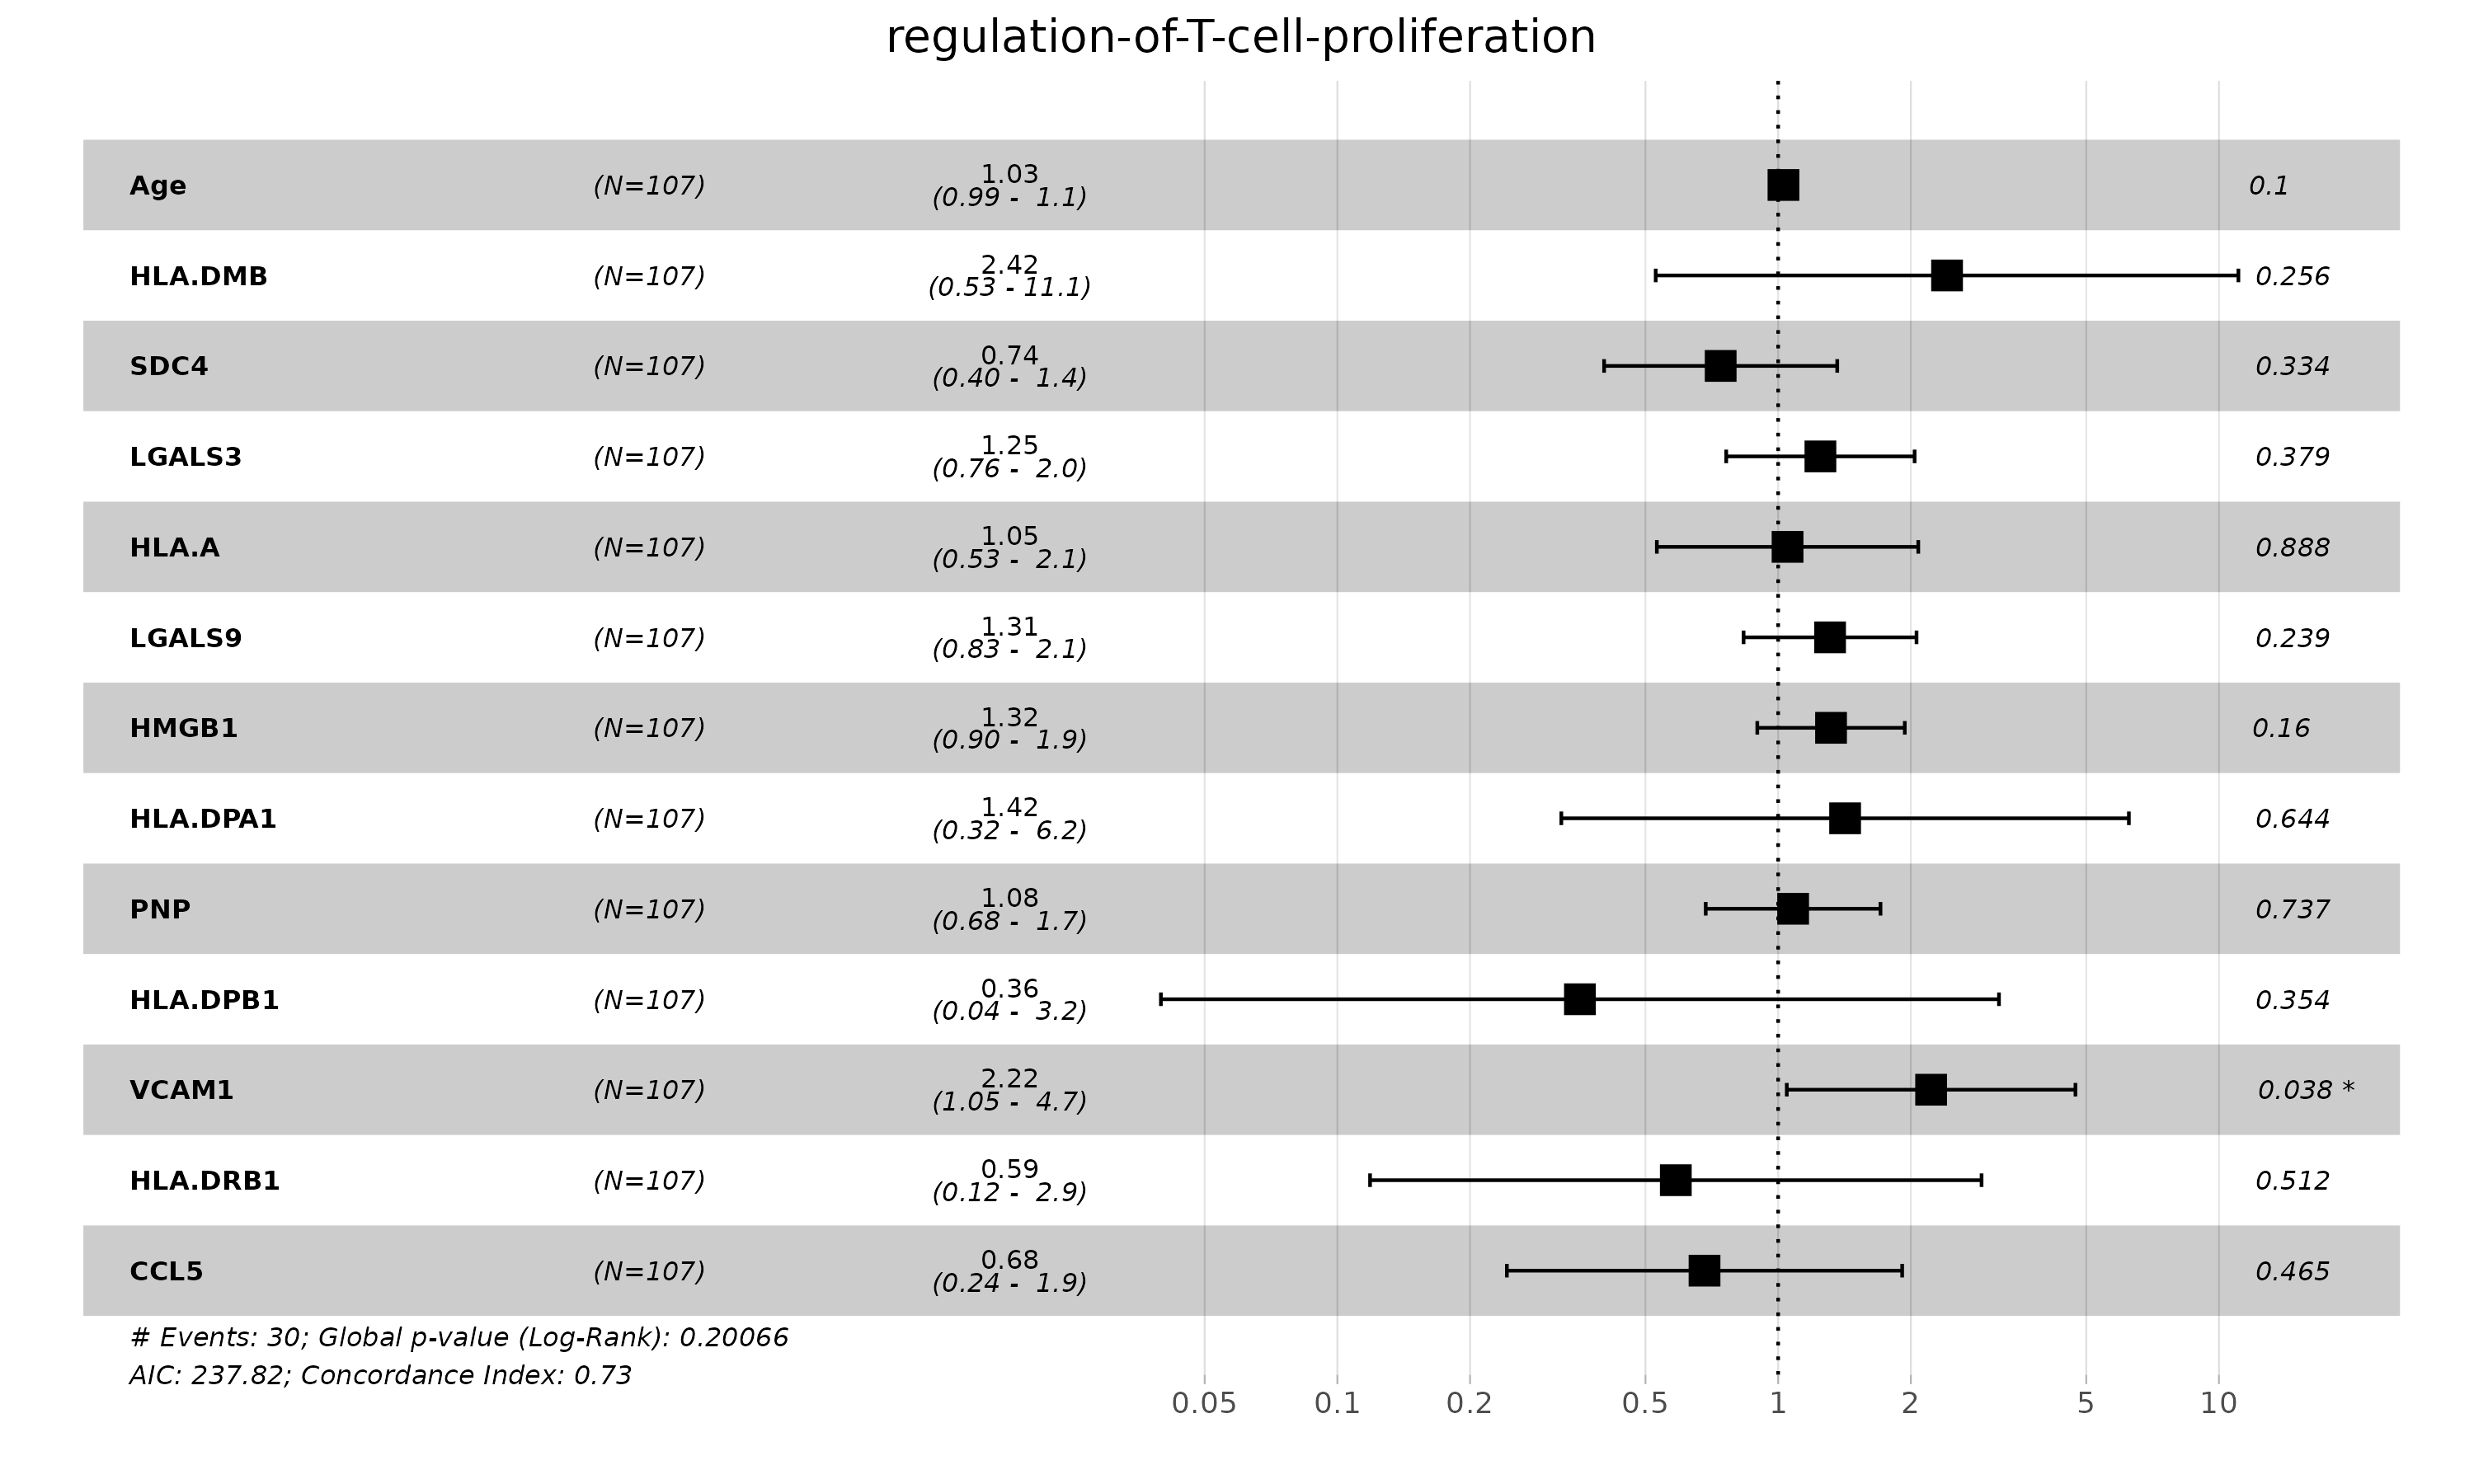 regulation-of-T-cell-proliferation
Age (N=107) 1.03 (0.99 - 1.1) 0.1
HLA.DMB (N=107) 2.42 (0.53 - 11.1) 0.256
SDC4 (N=107) 0.74 (0.40 - 1.4) 0.334
LGALS3 (N=107) 1.25 (0.76 - 2.0) 0.379
HLA.A (N=107) 1.05 (0.53 - 2.1) 0.888
LGALS9 (N=107) 1.31 (0.83 - 2.1) 0.239
HMGB1 (N=107) 1.32 (0.90 - 1.9) 0.16
HLA.DPA1 (N=107) 1.42 (0.32 - 6.2) 0.644
PNP (N=107) 1.08 (0.68 - 1.7) 0.737
HLA.DPB1 (N=107) 0.36 (0.04 - 3.2) 0.354
VCAM1 (N=107) 2.22 (1.05 - 4.7) 0.038 *
HLA.DRB1 (N=107) 0.59 (0.12 - 2.9) 0.512
CCL5 (N=107) 0.68 (0.24 - 1.9) 0.465
# Events: 30; Global p-value (Log-Rank): 0.20066
AIC: 237.82; Concordance Index: 0.73
0.05 0.1 0.2 0.5 1 2 5 10